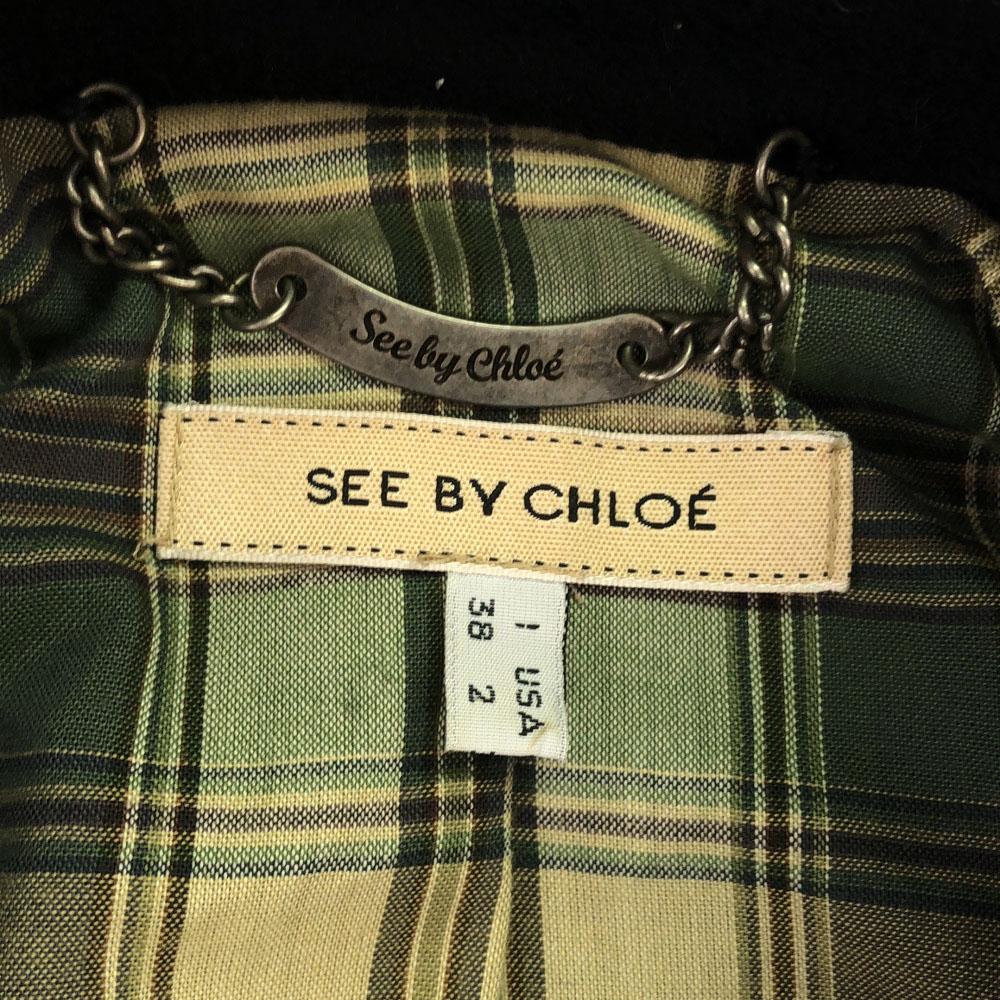 See by Chloé
SEE BY CHLOÉ
I USA
38 2